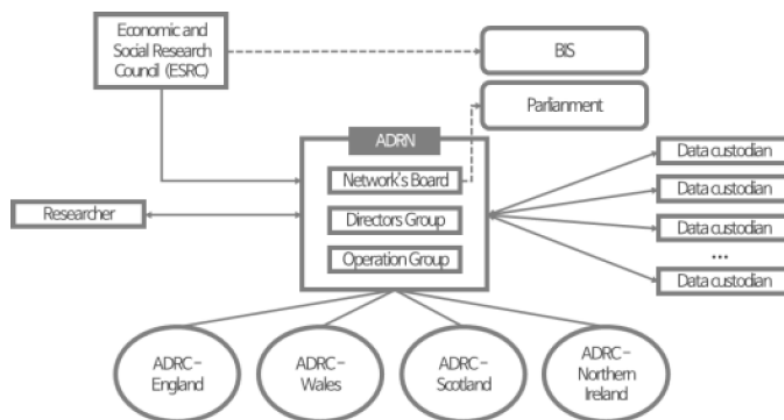 Economic and
Social Research
Council (ESRC)
BIS
Parlianment
ADRN
Network's Board
Directors Group
Operation Group
Researcher
Data custodian
Data custodian
Data custodian
...
Data custodian
ADRC-
England
ADRC-
Wales
ADRC-
Scotland
ADRC-
Northern
Ireland